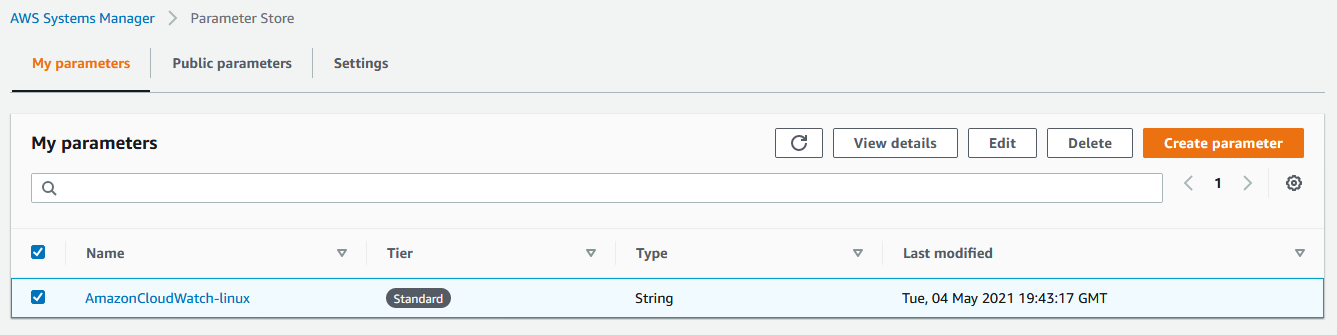 AWS Systems Manager > Parameter Store
My parameters Public parameters Settings
My parameters View details Edit Delete Create parameter
1
Name Tier Type Last modified
AmazonCloudWatch-linux Standard String Tue, 04 May 2021 19:43:17 GMT